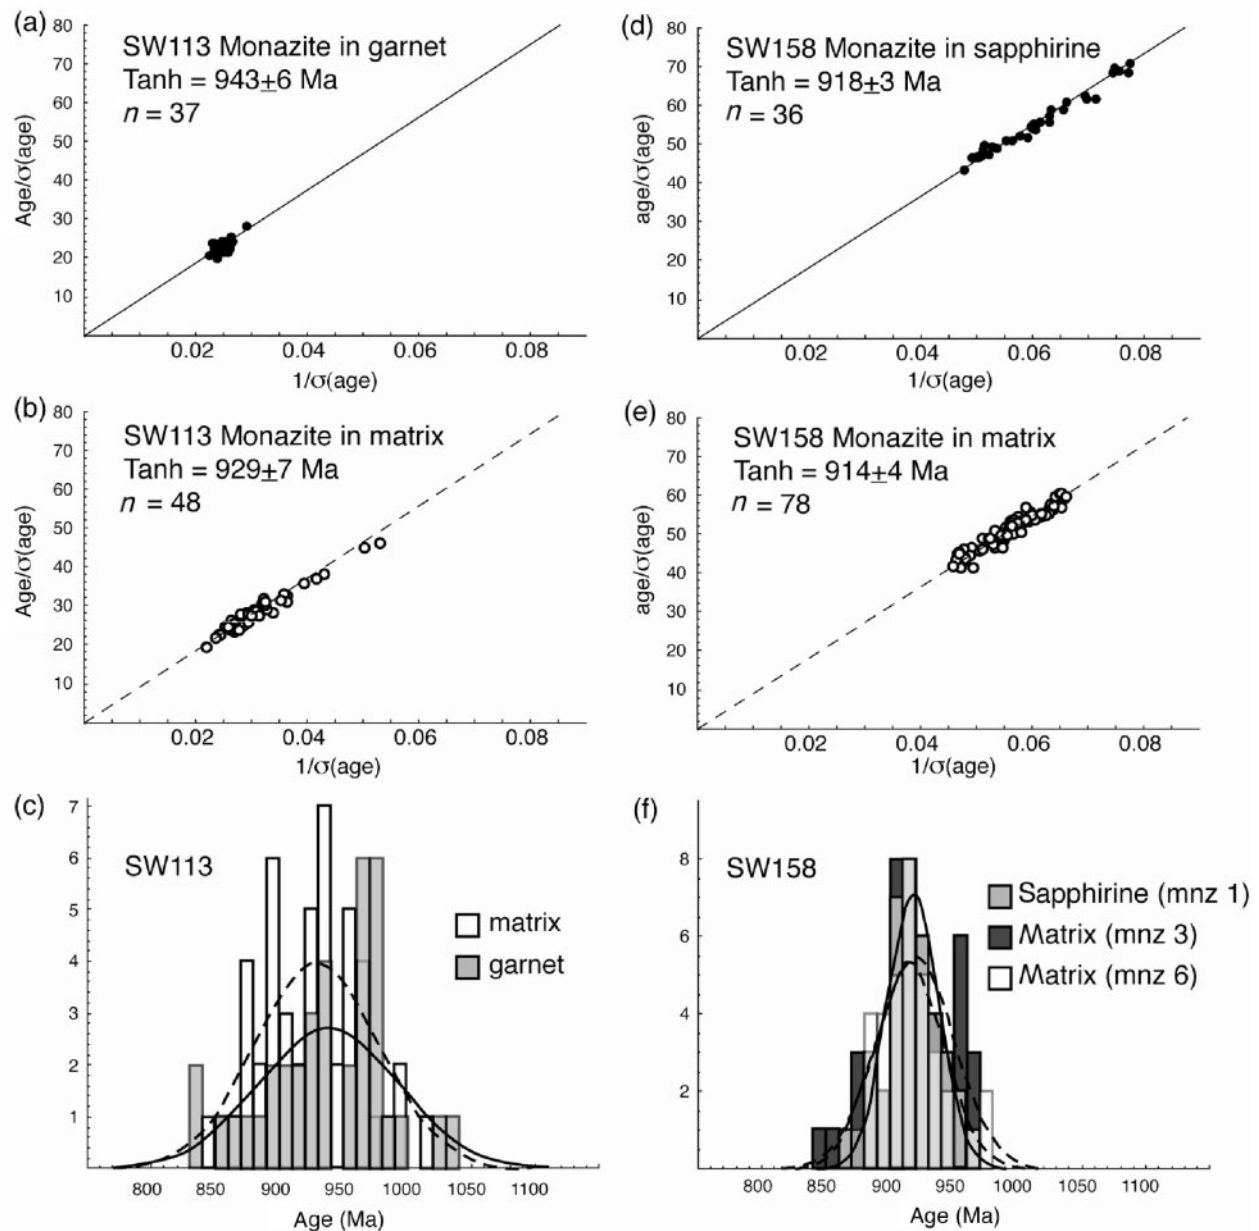 (a)
SW113 Monazite in garnet
Tanh = 943±6 Ma
n = 37
80
70
60
50
40
30
20
10
Age/σ(age)
0.02 0.04 0.06 0.08
1/σ(age)
(d)
SW158 Monazite in sapphirine
Tanh = 918±3 Ma
n = 36
80
70
60
50
40
30
20
10
age/σ(age)
0.02 0.04 0.06 0.08
1/σ(age)
(b)
SW113 Monazite in matrix
Tanh = 929±7 Ma
n = 48
80
70
60
50
40
30
20
10
Age/σ(age)
0.02 0.04 0.06 0.08
1/σ(age)
(e)
SW158 Monazite in matrix
Tanh = 914±4 Ma
n = 78
80
70
60
50
40
30
20
10
age/σ(age)
0.02 0.04 0.06 0.08
1/σ(age)
(c)
SW113
7
6
5
4
3
2
1
matrix
garnet
800 850 900 950 1000 1050 1100
Age (Ma)
(f)
SW158
8
6
4
2
Sapphirine (mnz 1)
Matrix (mnz 3)
Matrix (mnz 6)
800 850 900 950 1000 1050 1100
Age (Ma)